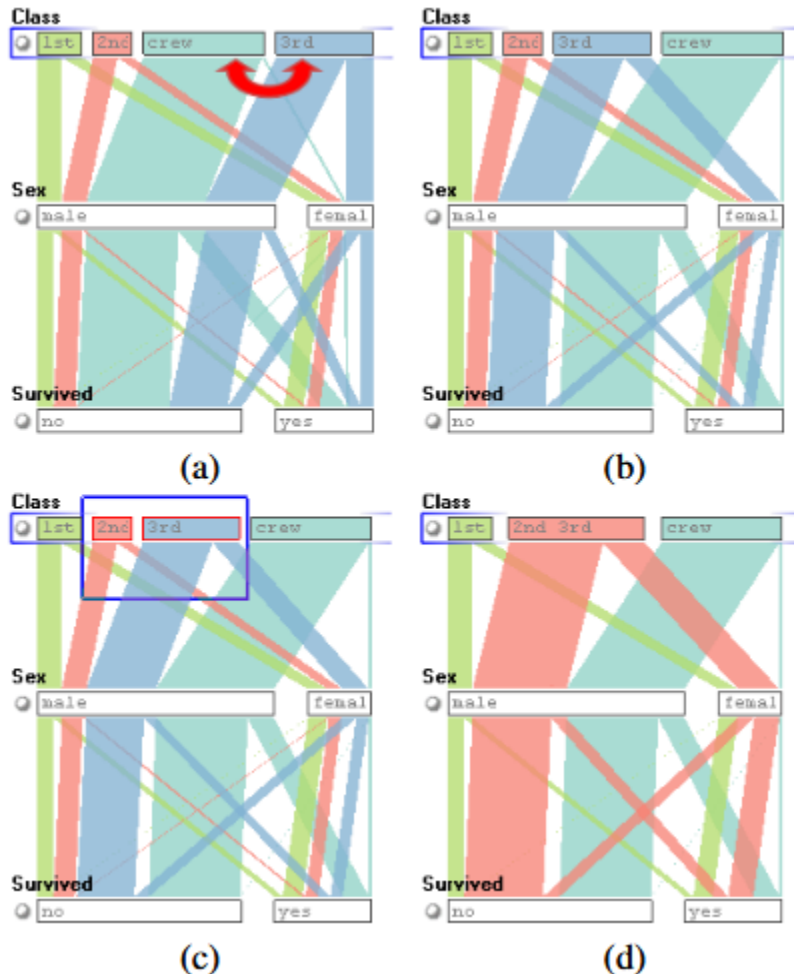 Class
1st 2nd crew 3rd
Sex
male femal
Survived
no yes
(a)
Class
1st 2nd 3rd crew
Sex
male femal
Survived
no yes
(b)
Class
1st 2nd 3rd crew
Sex
male femal
Survived
no yes
(c)
Class
1st 2nd 3rd crew
Sex
male femal
Survived
no yes
(d)